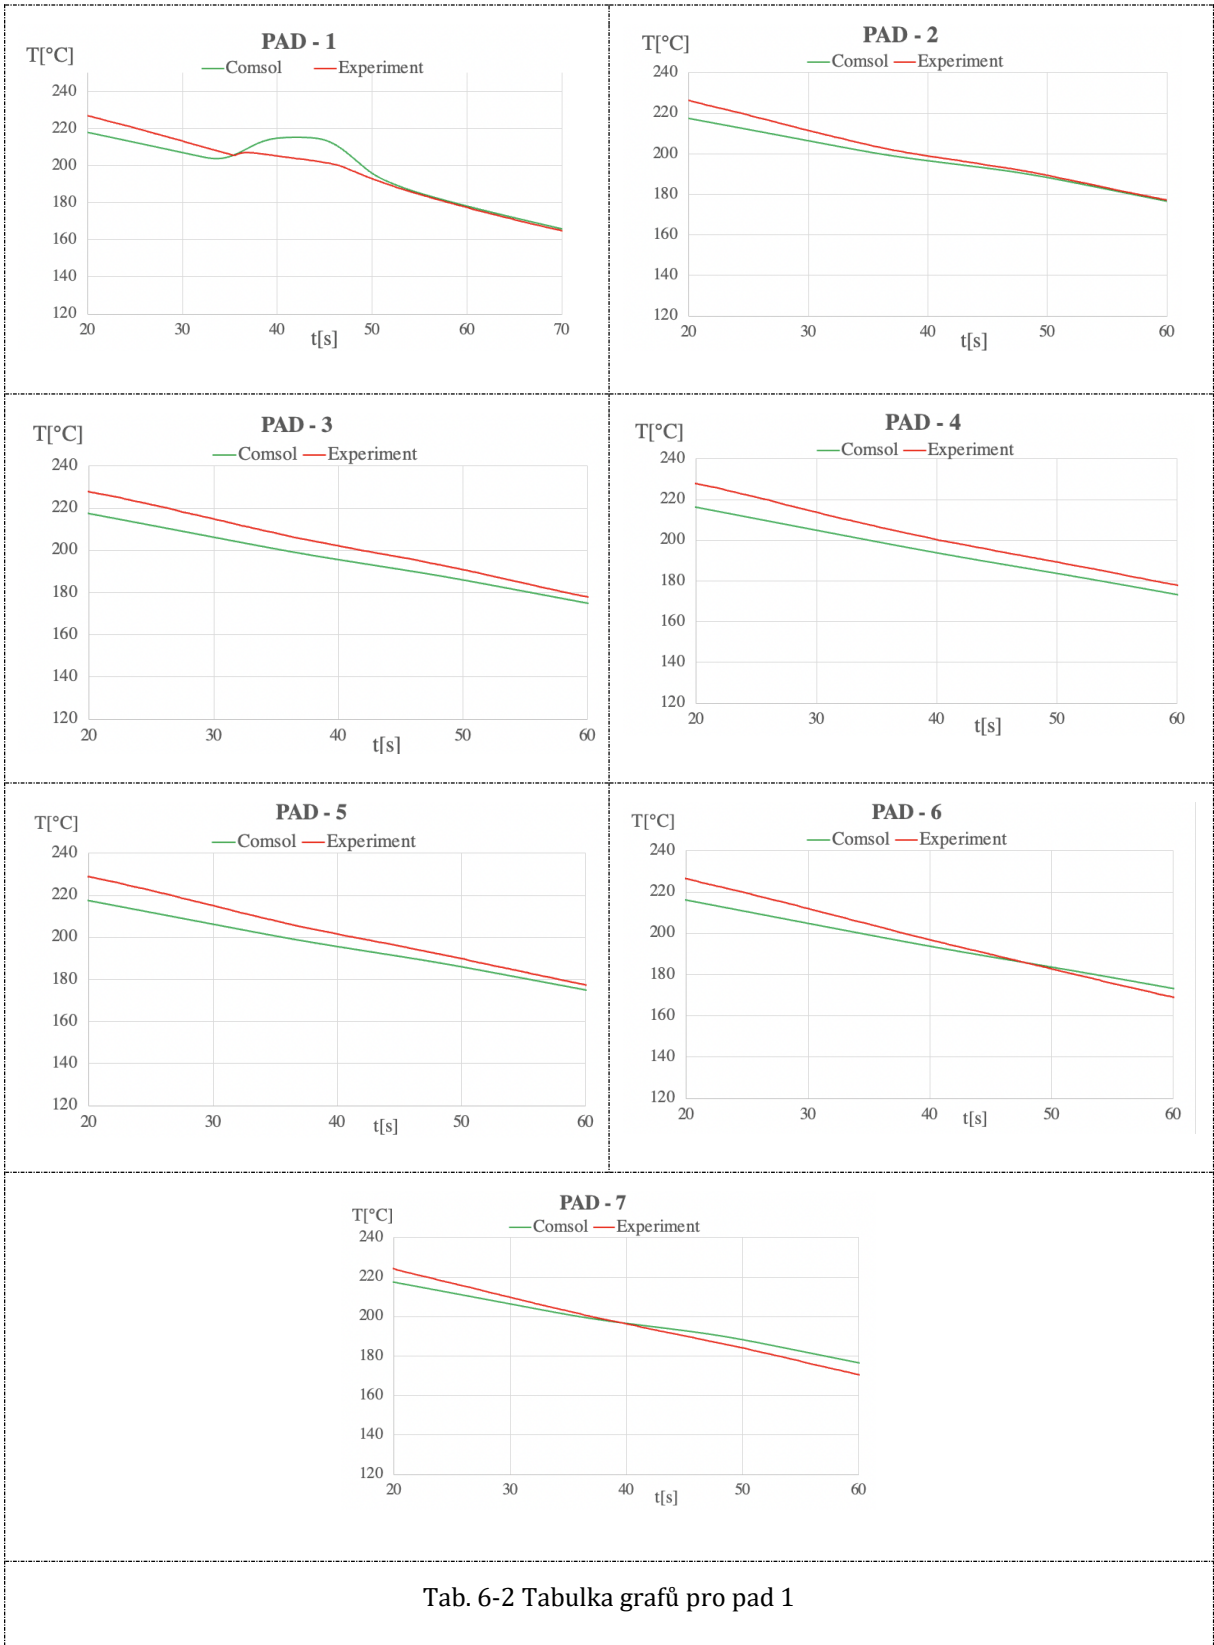 PAD - 1
T[°C]
Comsol Experiment
240
220
200
180
160
140
120
20 30 40 50 60 70
t[s]
PAD - 2
T[°C]
Comsol Experiment
240
220
200
180
160
140
120
20 30 40 50 60
t[s]
PAD - 3
T[°C]
Comsol Experiment
240
220
200
180
160
140
120
20 30 40 50 60
t[s]
PAD - 4
T[°C]
Comsol Experiment
240
220
200
180
160
140
120
20 30 40 50 60
t[s]
PAD - 5
T[°C]
Comsol Experiment
240
220
200
180
160
140
120
20 30 40 50 60
t[s]
PAD - 6
T[°C]
Comsol Experiment
240
220
200
180
160
140
120
20 30 40 50 60
t[s]
PAD - 7
T[°C]
Comsol Experiment
240
220
200
180
160
140
120
20 30 40 50 60
t[s]
Tab. 6-2 Tabulka grafů pro pad 1